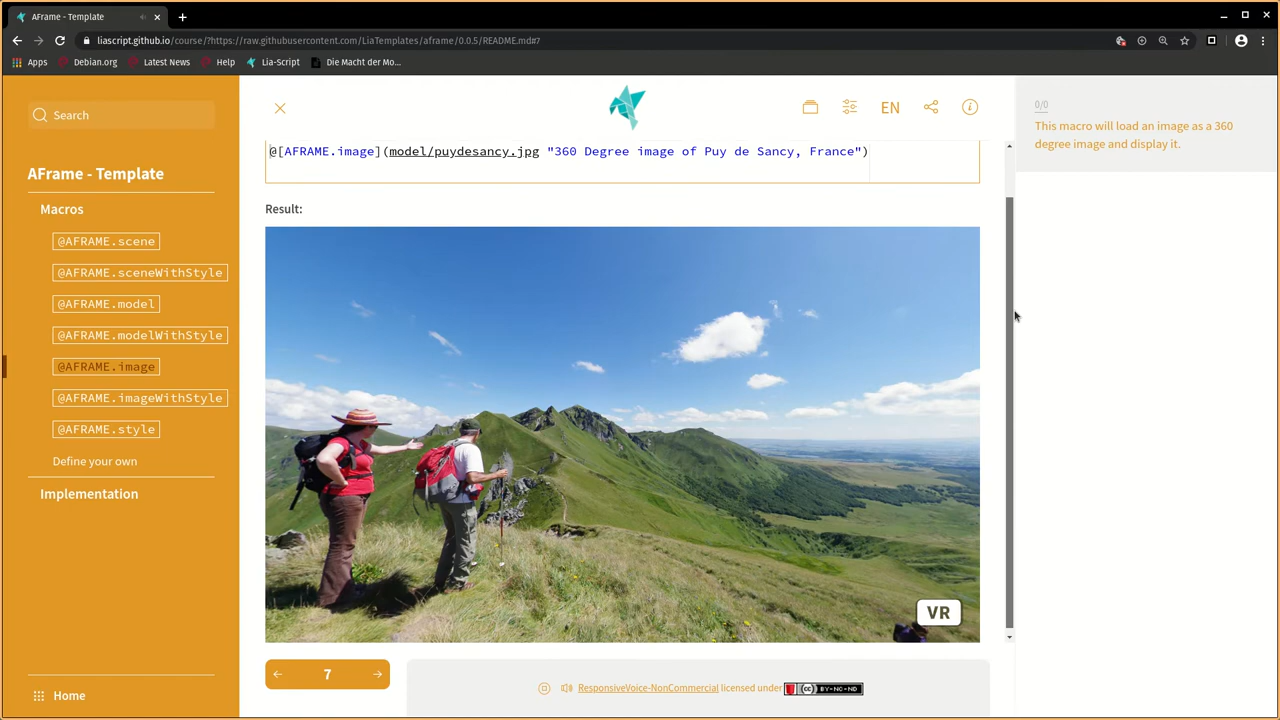 AFrame - Template
liascript.github.io/course/?https://raw.githubusercontent.com/LiaTemplates/aframe/0.0.5/README.md#7
Apps
Debian.org
Latest News
Help
Lia-Script
Die Macht der Mo...
Search
AFrame - Template
Macros
@AFRAME.scene
@AFRAME.sceneWithStyle
@AFRAME.model
@AFRAME.modelWithStyle
@AFRAME.image
@AFRAME.imageWithStyle
@AFRAME.style
Define your own
Implementation
Home
EN
@[AFRAME.image](model/puydesancy.jpg "360 Degree image of Puy de Sancy, France")
Result:
VR
7
ResponsiveVoice-NonCommercial licensed under
BY-NC-ND
0/0
This macro will load an image as a 360
degree image and display it.